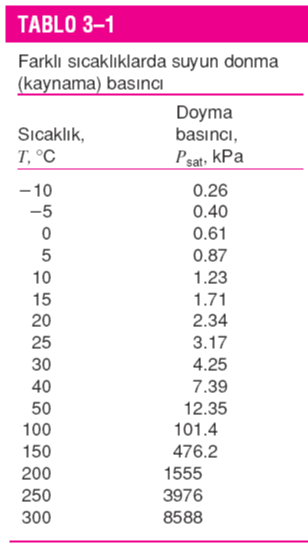 TABLO 3–1
Farklı sıcaklıklarda suyun donma
(kaynama) basıncı
Doyma
Sıcaklık, basıncı,
T, °C Psat, kPa
−10 0.26
−5 0.40
0 0.61
5 0.87
10 1.23
15 1.71
20 2.34
25 3.17
30 4.25
40 7.39
50 12.35
100 101.4
150 476.2
200 1555
250 3976
300 8588